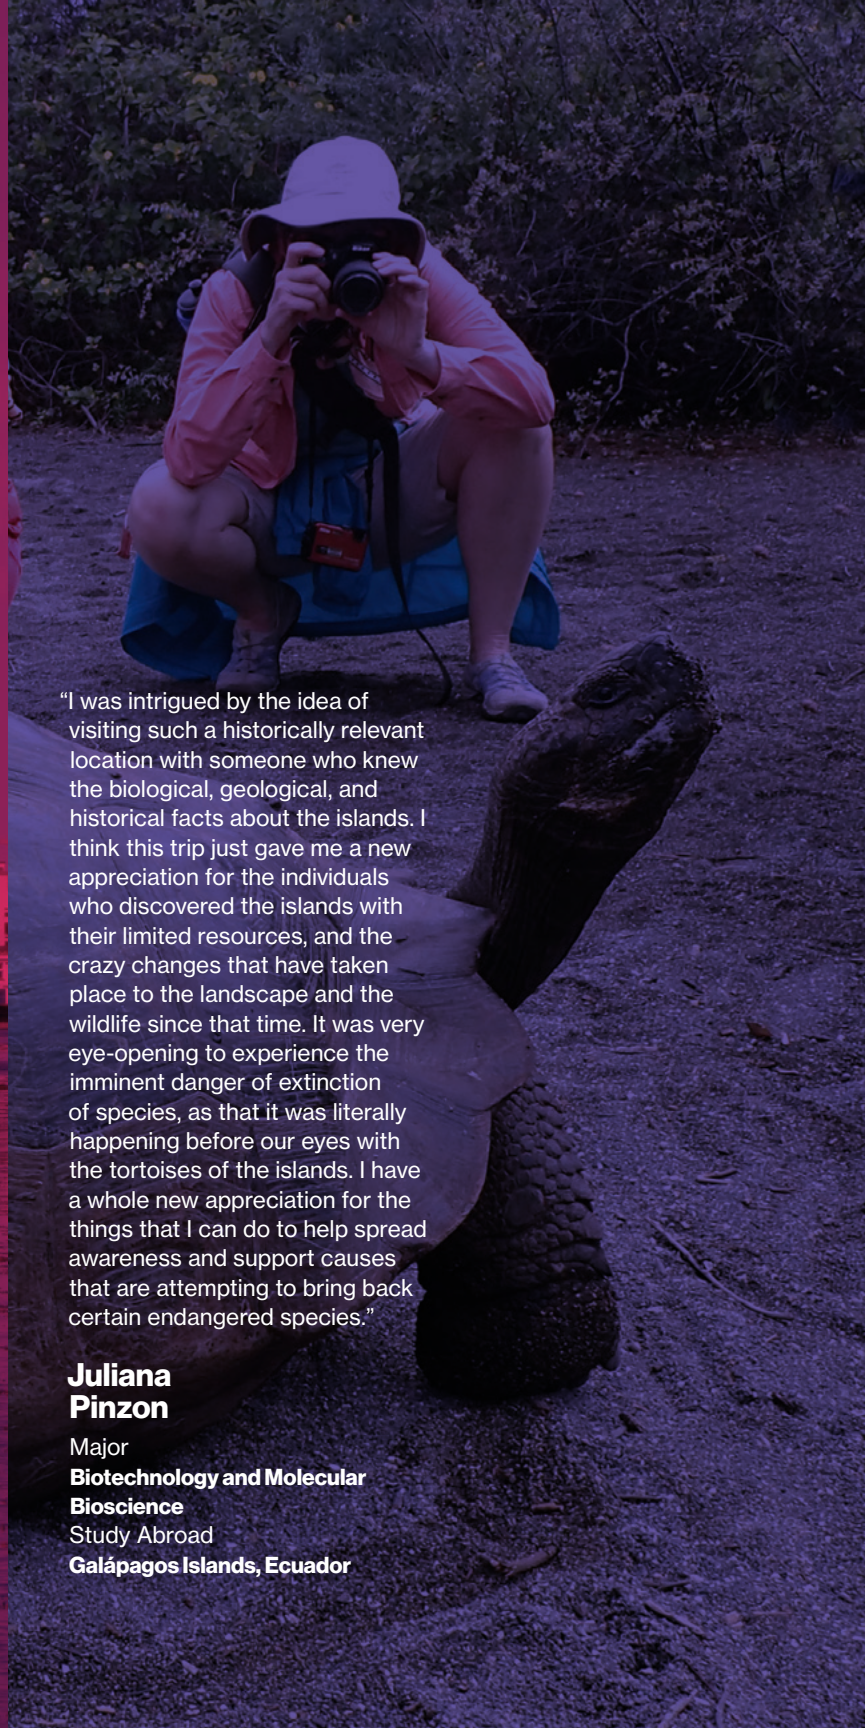 “I was intrigued by the idea of
visiting such a historically relevant
location with someone who knew
the biological, geological, and
historical facts about the islands. I
think this trip just gave me a new
appreciation for the individuals
who discovered the islands with
their limited resources, and the
crazy changes that have taken
place to the landscape and the
wildlife since that time. It was very
eye-opening to experience the
imminent danger of extinction
of species, as that it was literally
happening before our eyes with
the tortoises of the islands. I have
a whole new appreciation for the
things that I can do to help spread
awareness and support causes
that are attempting to bring back
certain endangered species.”
Juliana
Pinzon
Major
Biotechnology and Molecular
Bioscience
Study Abroad
Galápagos Islands, Ecuador